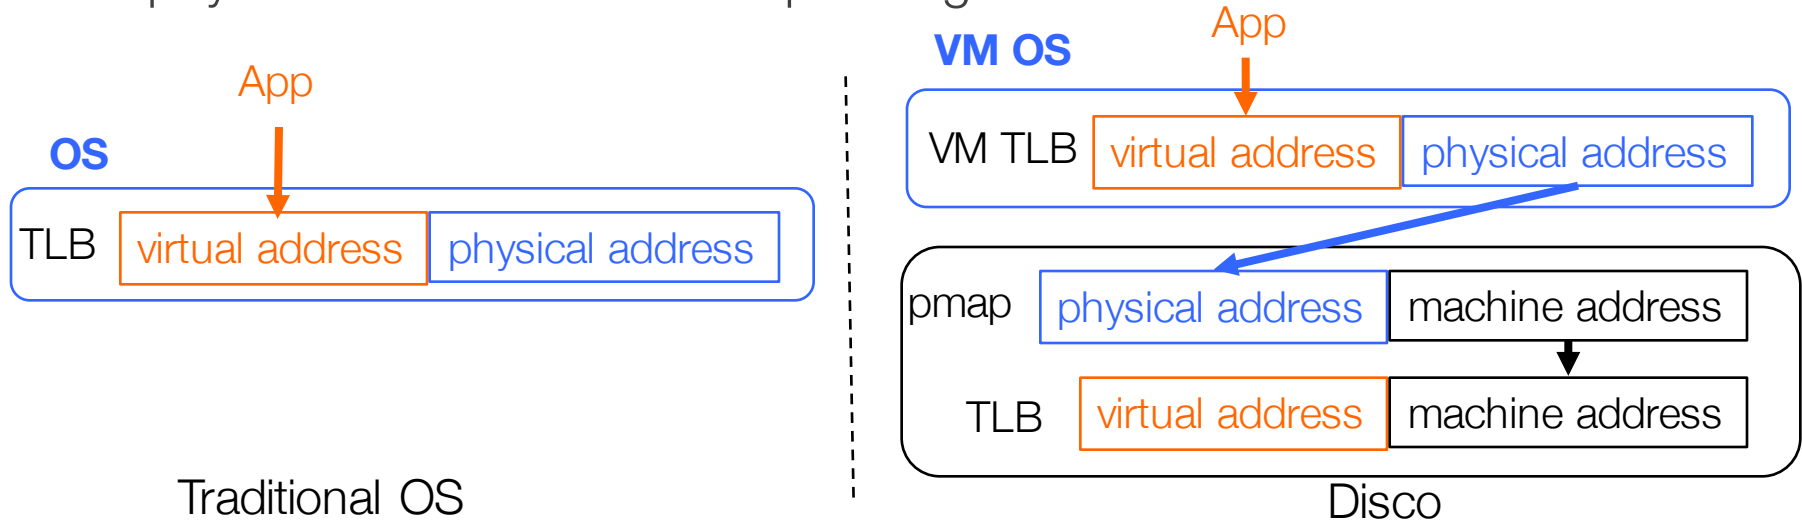 App
OS
TLB virtual address physical address
Traditional OS
VM OS
App
VM TLB virtual address physical address
pmap physical address machine address
TLB virtual address machine address
Disco